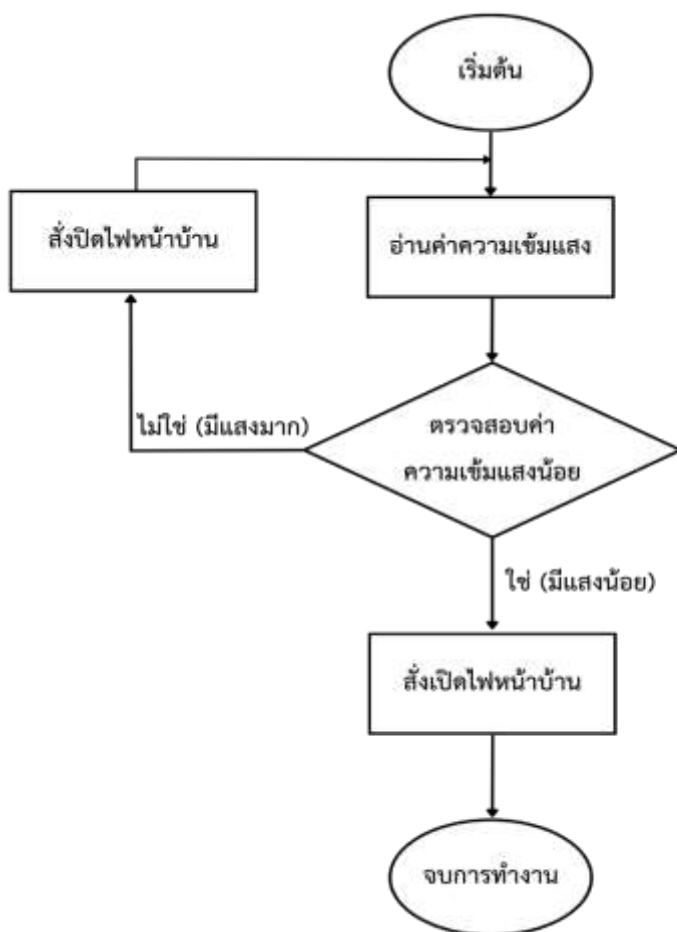 เริ่มต้น
สั่งปิดไฟหน้าบ้าน
อ่านค่าความเข้มแสง
ไม่ใช่ (มีแสงมาก)
ตรวจสอบค่า
ความเข้มแสงน้อย
ใช่ (มีแสงน้อย)
สั่งเปิดไฟหน้าบ้าน
จบการทำงาน